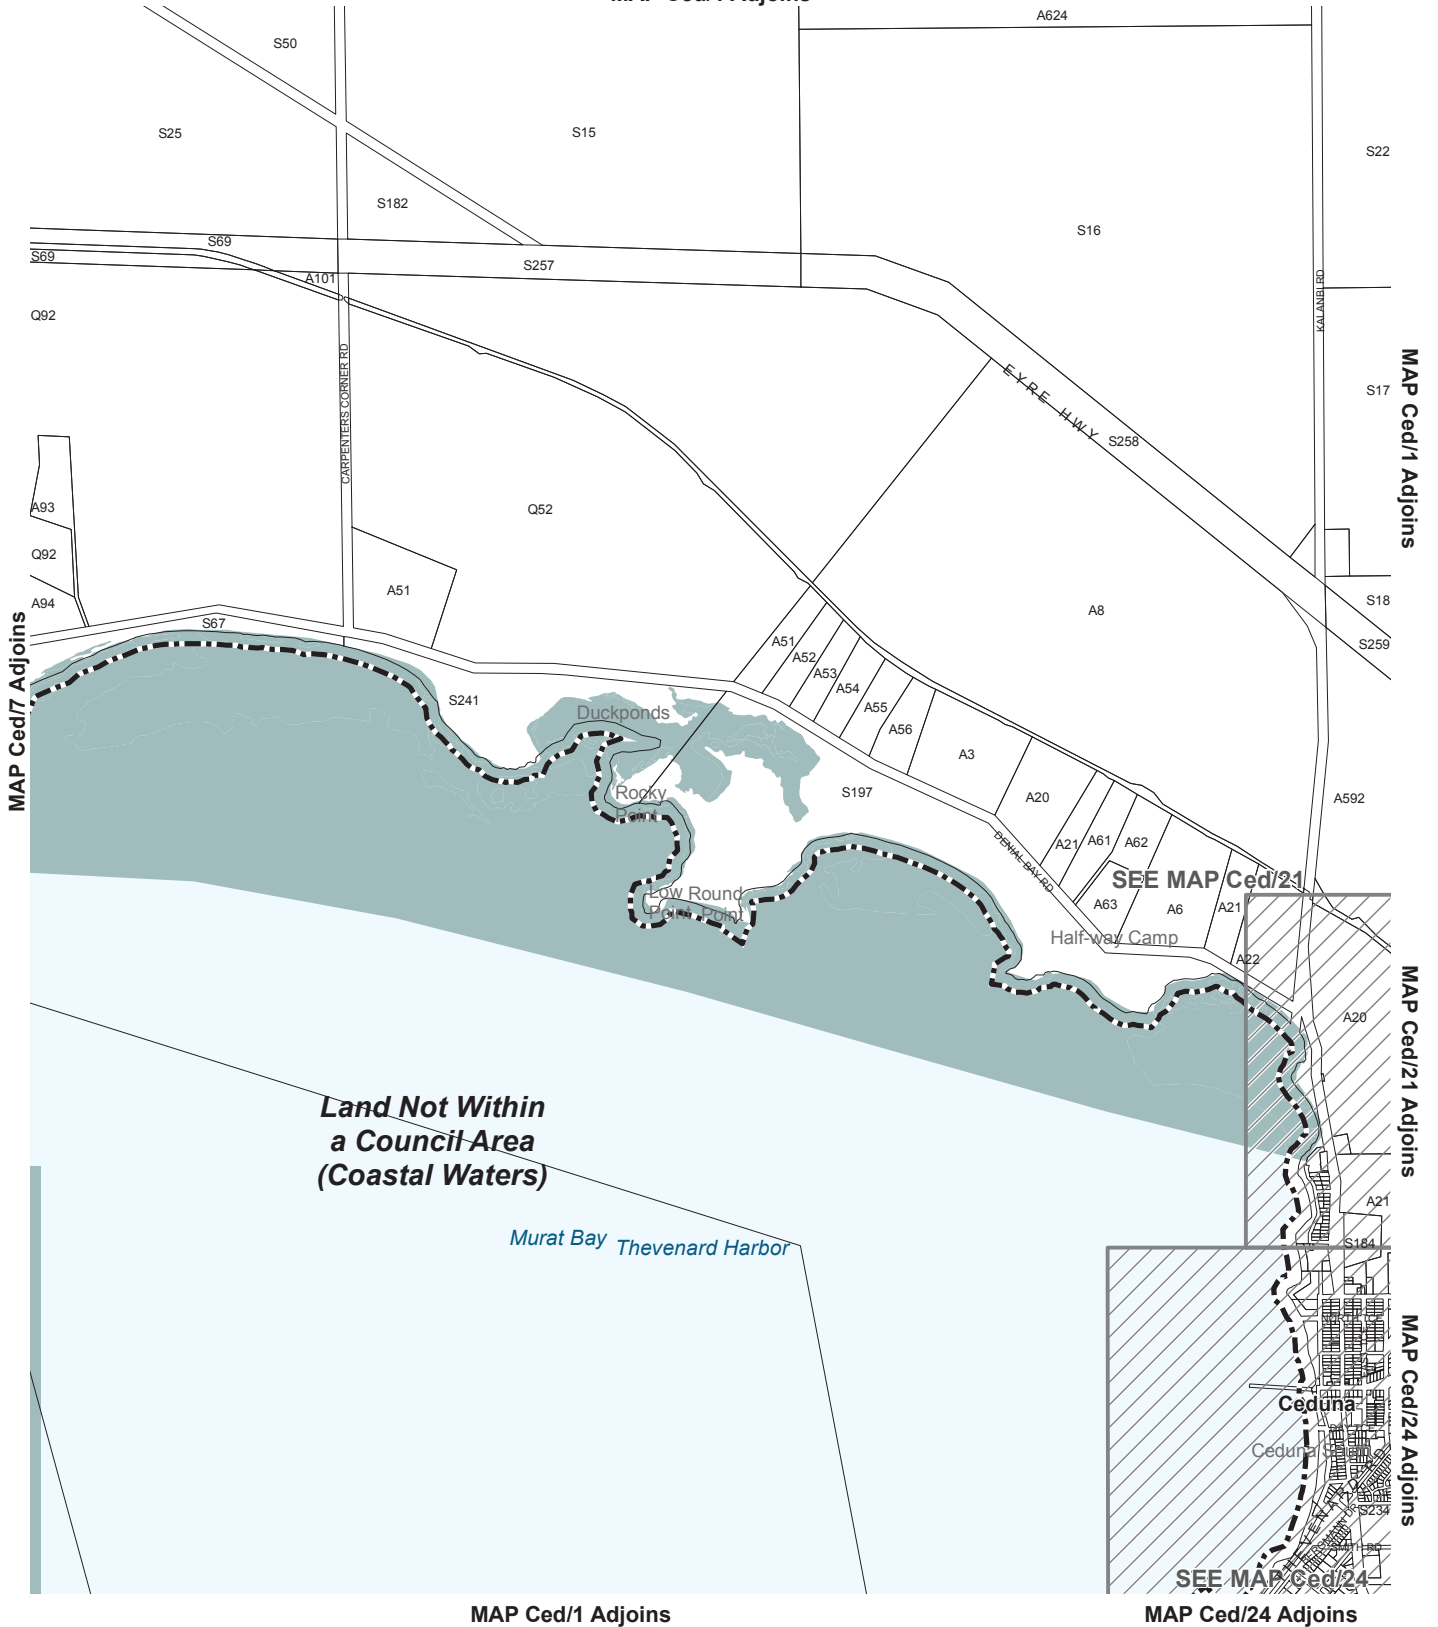 A624
S50
S25
S15
S22
S182
S16
S69
S69
S257
A101
Q92
KALANBI RD
CARPENTERS CORNER RD
EYRE HWY
S17
S258
MAP Ced/1 Adjoins
A93
Q52
Q92
A94
A51
A8
S18
S67
S259
MAP Ced/7 Adjoins
A51
A52
A53
A54
A55
A56
A3
S241
Duckponds
Rocky
Point
S197
A20
A592
DENIAL BAY RD
A21
A61
A62
SEE MAP Ced/21
Low
Point
Round
Point
A63
A6
A21
Half-way Camp
A22
A20
MAP Ced/21 Adjoins
Land Not Within
a Council Area
(Coastal Waters)
A21
Murat Bay
Thevenard Harbor
S184
NORTH TCE
Ceduna
MAP Ced/24 Adjoins
S234
SMITH RD
SEE MAP Ced/24
MAP Ced/1 Adjoins
MAP Ced/24 Adjoins